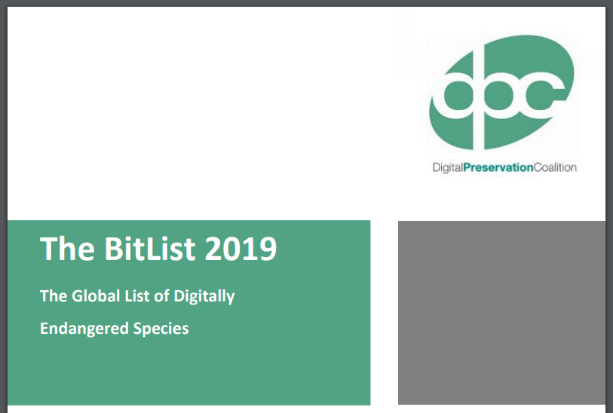 dpc
DigitalPreservationCoalition
The BitList 2019
The Global List of Digitally
Endangered Species